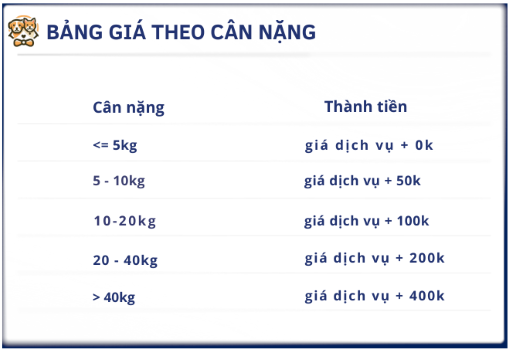 BẢNG GIÁ THEO CÂN NẶNG
Cân nặng Thành tiền
<= 5kg giá dịch vụ + 0k
5 - 10kg giá dịch vụ + 50k
10-20kg giá dịch vụ + 100k
20 - 40kg giá dịch vụ + 200k
> 40kg giá dịch vụ + 400k